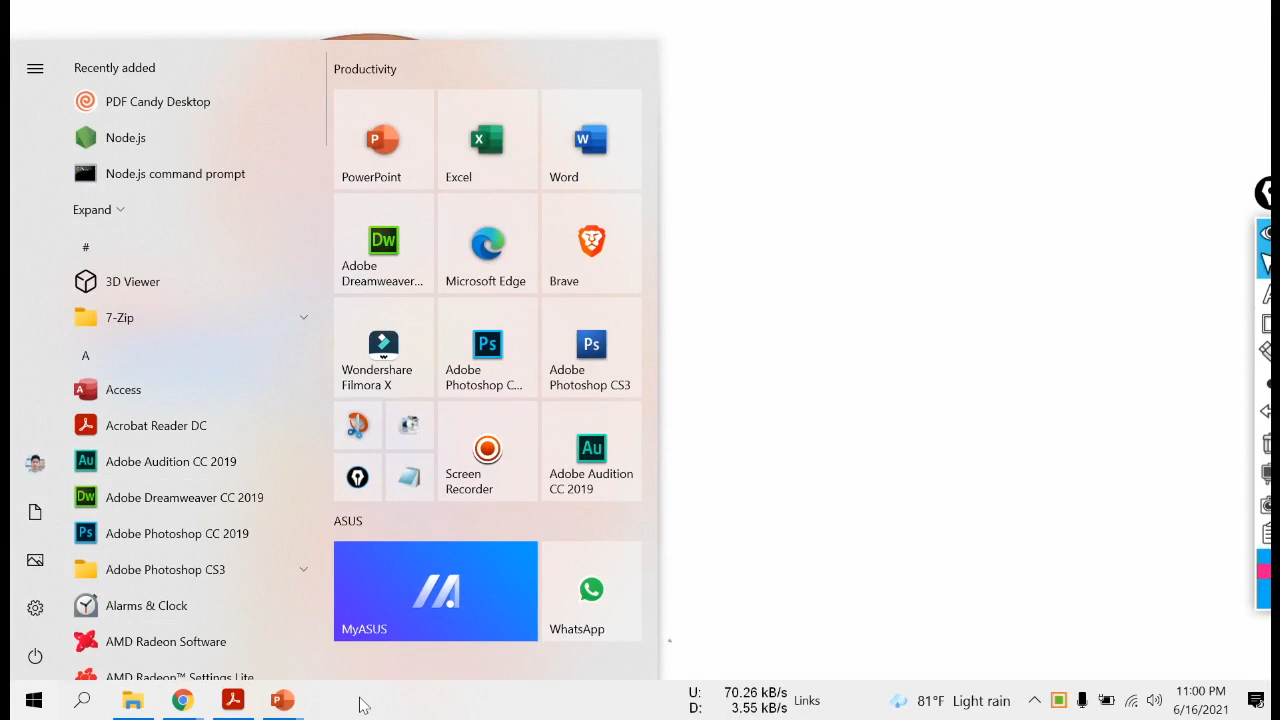 Recently added
PDF Candy Desktop
Node.js
Node.js command prompt
Expand
#
3D Viewer
7-Zip
A
Access
Acrobat Reader DC
Adobe Audition CC 2019
Adobe Dreamweaver CC 2019
Adobe Photoshop CC 2019
Adobe Photoshop CS3
Alarms & Clock
AMD Radeon Software
AMD Radeon™ Settings Lite
Productivity
PowerPoint
Excel
Word
Adobe
Dreamweaver...
Microsoft Edge
Brave
Wondershare
Filmora X
Adobe
Photoshop C...
Adobe
Photoshop CS3
Screen
Recorder
Adobe Audition
CC 2019
ASUS
MyASUS
WhatsApp
U: 70.26 kB/s
D: 3.55 kB/s
Links
81°F Light rain
11:00 PM
6/16/2021